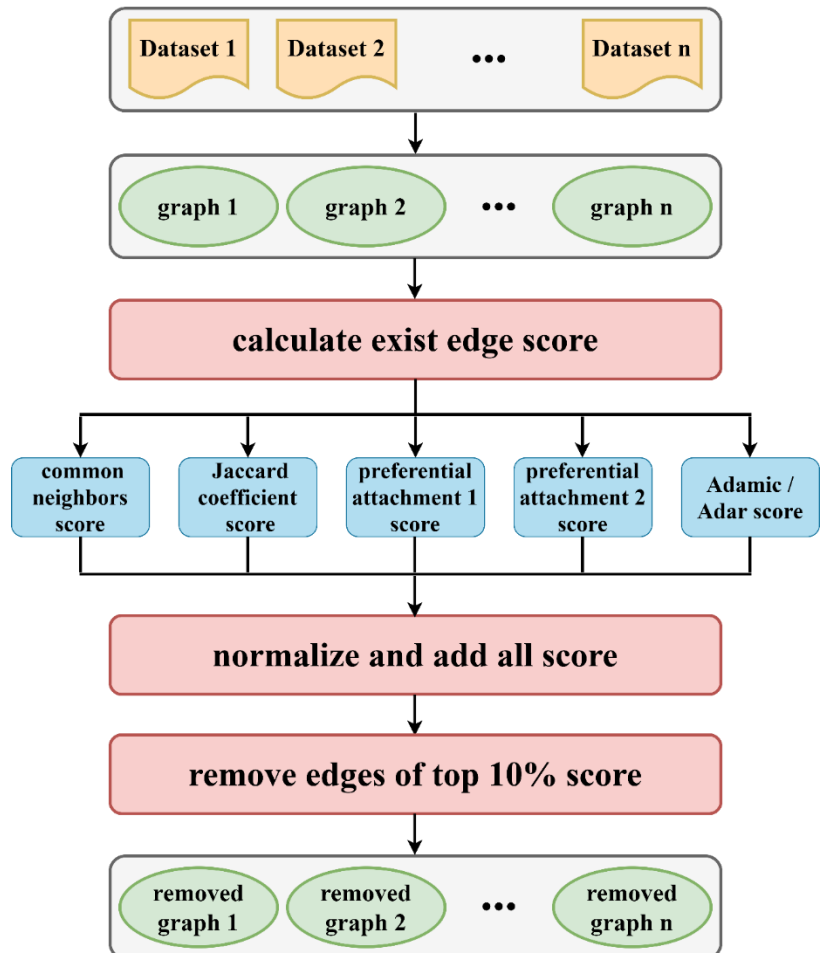 Dataset 1
Dataset 2
•••
Dataset n
graph 1
graph 2
•••
graph n
calculate exist edge score
common
neighbors
score
Jaccard
coefficient
score
preferential
attachment 1
score
preferential
attachment 2
score
Adamic /
Adar score
normalize and add all score
remove edges of top 10% score
removed
graph 1
removed
graph 2
•••
removed
graph n